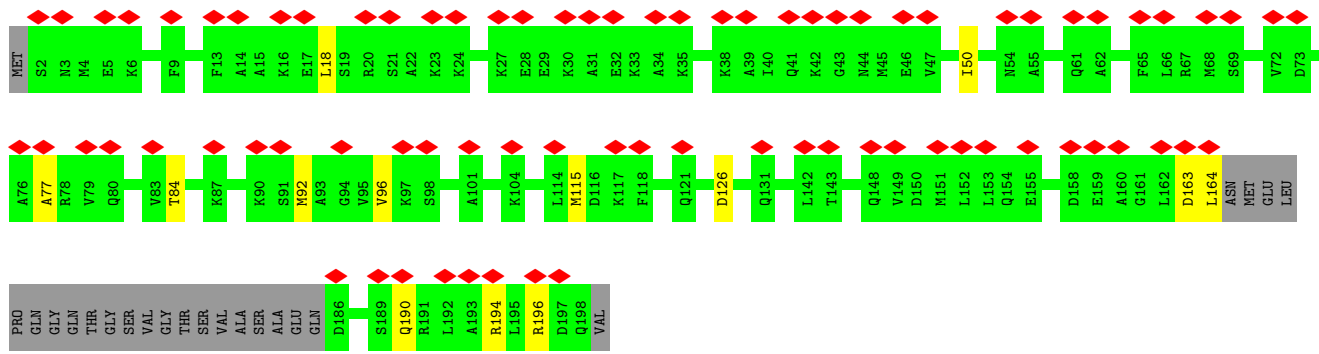 MET S2 N3 M4 E5 K6 F9 F13 A14 A15 K16 E17 L18 S19 R20 S21 A22 K23 K24 K27 E28 E29 K30 A31 E32 K33 A34 K35 K38 A39 I40 Q41 K42 G43 N44 M45 E46 V47 I50 N54 A55 Q61 A62 F65 L66 R67 M68 S69 V72 D73
A76 A77 R78 V79 Q80 V83 T84 K87 K90 S91 M92 A93 G94 V95 V96 K97 S98 A101 K104 L114 M115 D116 K117 F118 Q121 D126 Q131 L142 T143 Q148 V149 D150 M151 L152 L153 Q154 E155 D158 E159 A160 G161 L162 D163 L164 ASN MET GLU LEU
PRO GLN GLY GLN THR GLY SER VAL GLY THR SER VAL ALA SER ALA GLU GLN D186 S189 Q190 R191 L192 A193 R194 L195 R196 D197 Q198 VAL